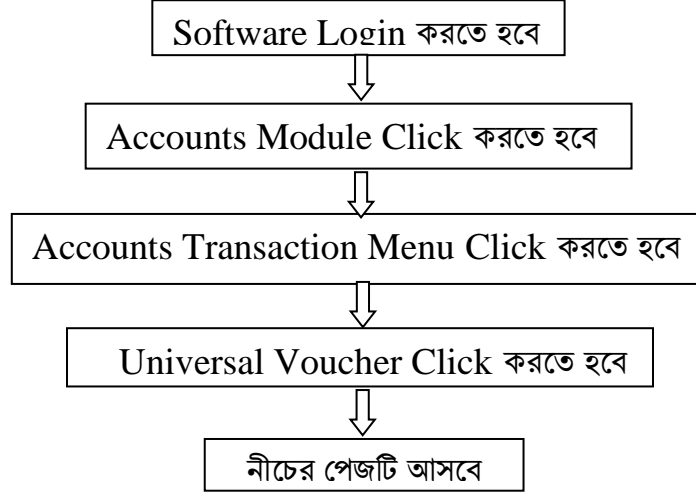 Software Login করতে হবে
Accounts Module Click করতে হবে
Accounts Transaction Menu Click করতে হবে
Universal Voucher Click করতে হবে
নীচের পেজটি আসবে